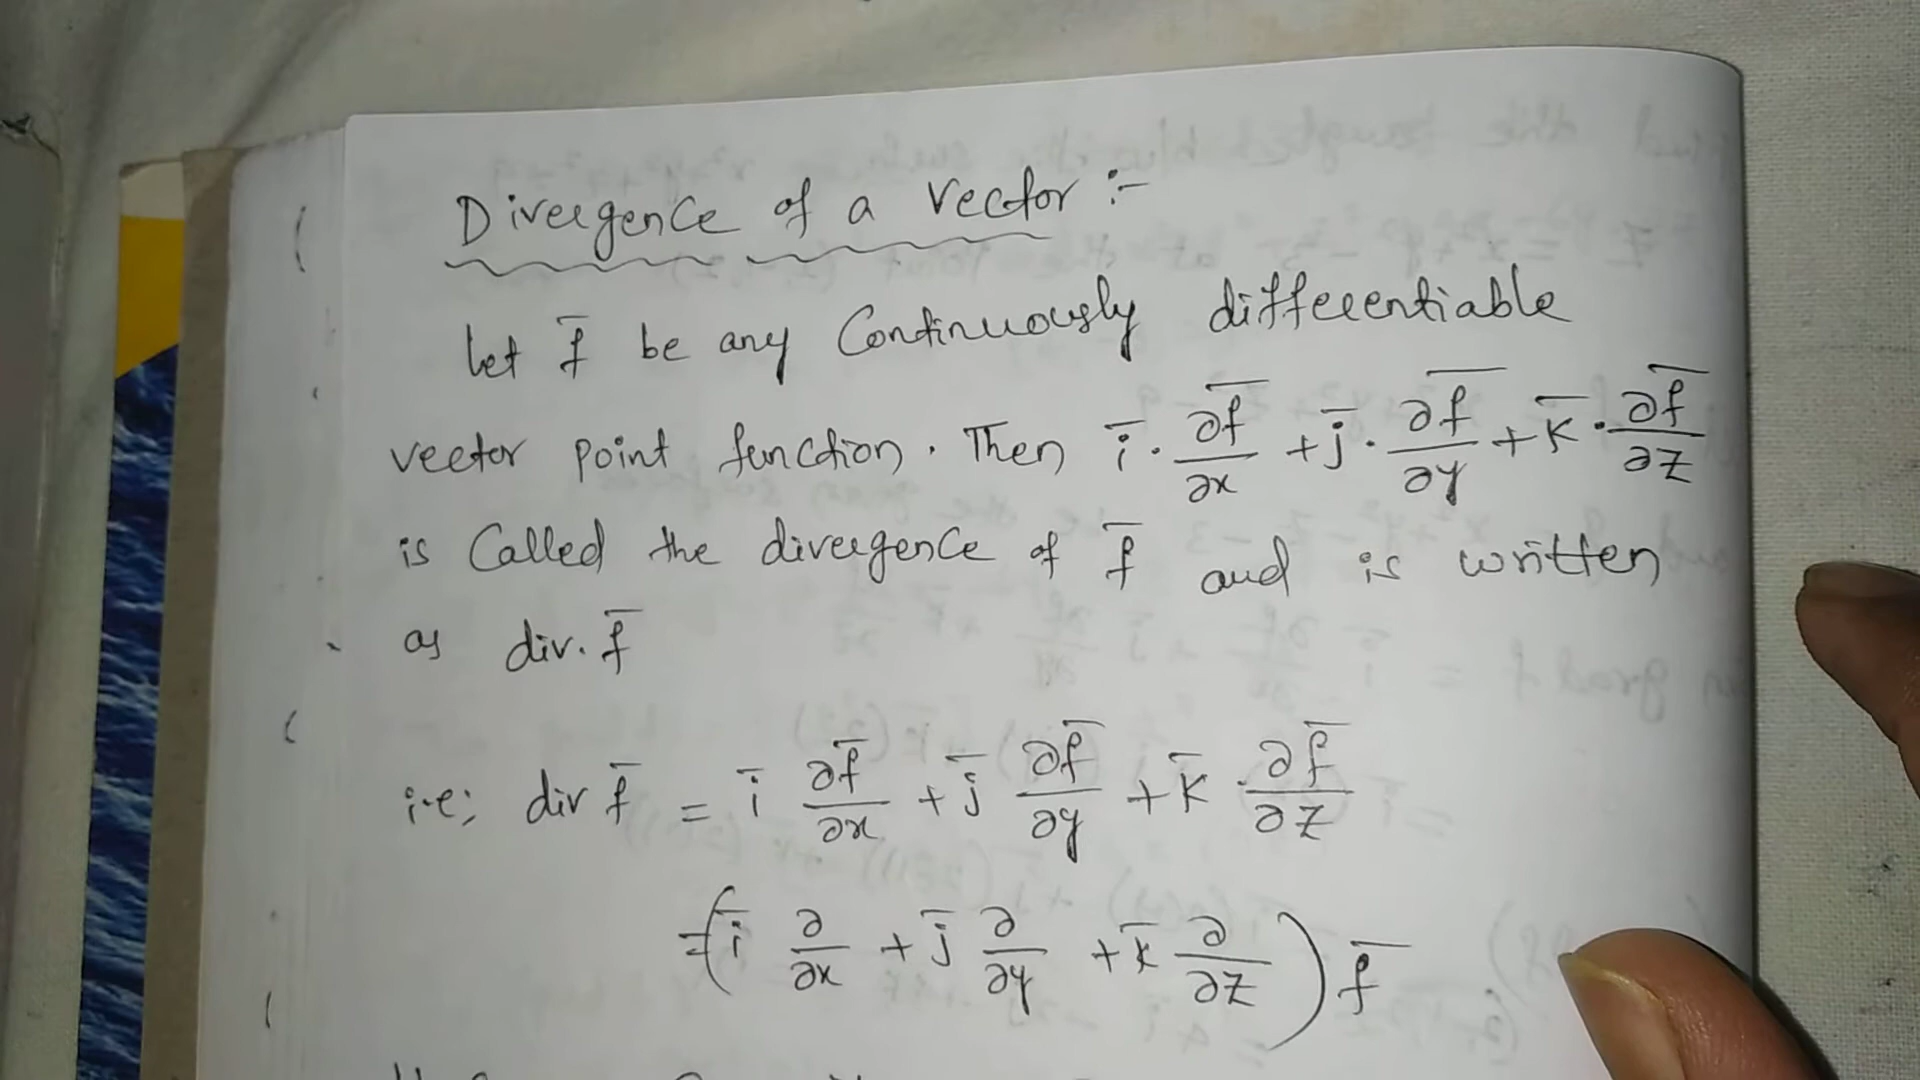 Divergence of a Vector :-
Let f̅ be any Continuously differentiable
vector point function. Then i̅ · ∂f̅/∂x + j̅ · ∂f̅/∂y + k̅ · ∂f̅/∂z
is Called the divergence of f̅ and is written
as div. f̅
i.e; div f̅ = i̅ ∂f̅/∂x + j̅ ∂f̅/∂y + k̅ · ∂f̅/∂z
= (i̅ ∂/∂x + j̅ ∂/∂y + k̅ ∂/∂z) f̅